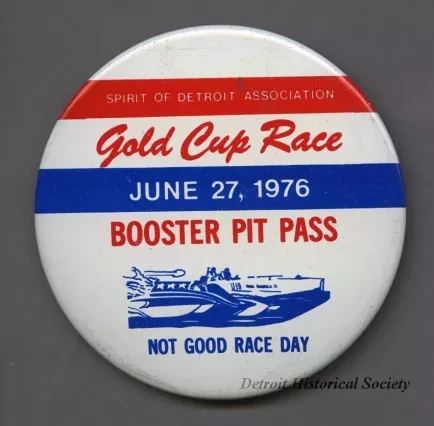 SPIRIT OF DETROIT ASSOCIATION
Gold Cup Race
JUNE 27, 1976
BOOSTER PIT PASS
NOT GOOD RACE DAY
Detroit Historical Society